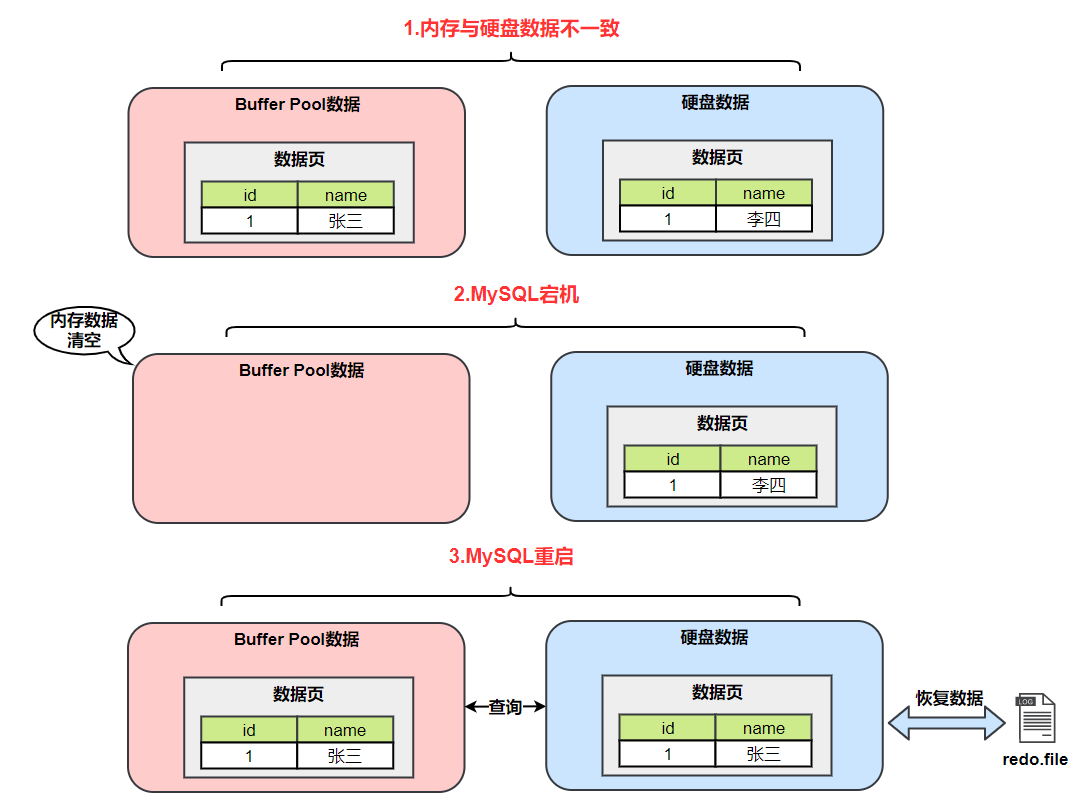 1.内存与硬盘数据不一致
Buffer Pool数据
硬盘数据
数据页
数据页
id name
id name
1 张三
1 李四
2.MySQL宕机
内存数据
清空
Buffer Pool数据
硬盘数据
数据页
id name
1 李四
3.MySQL重启
Buffer Pool数据
硬盘数据
数据页
数据页
查询
恢复数据
LOG
id name
id name
1 张三
1 张三
redo.file